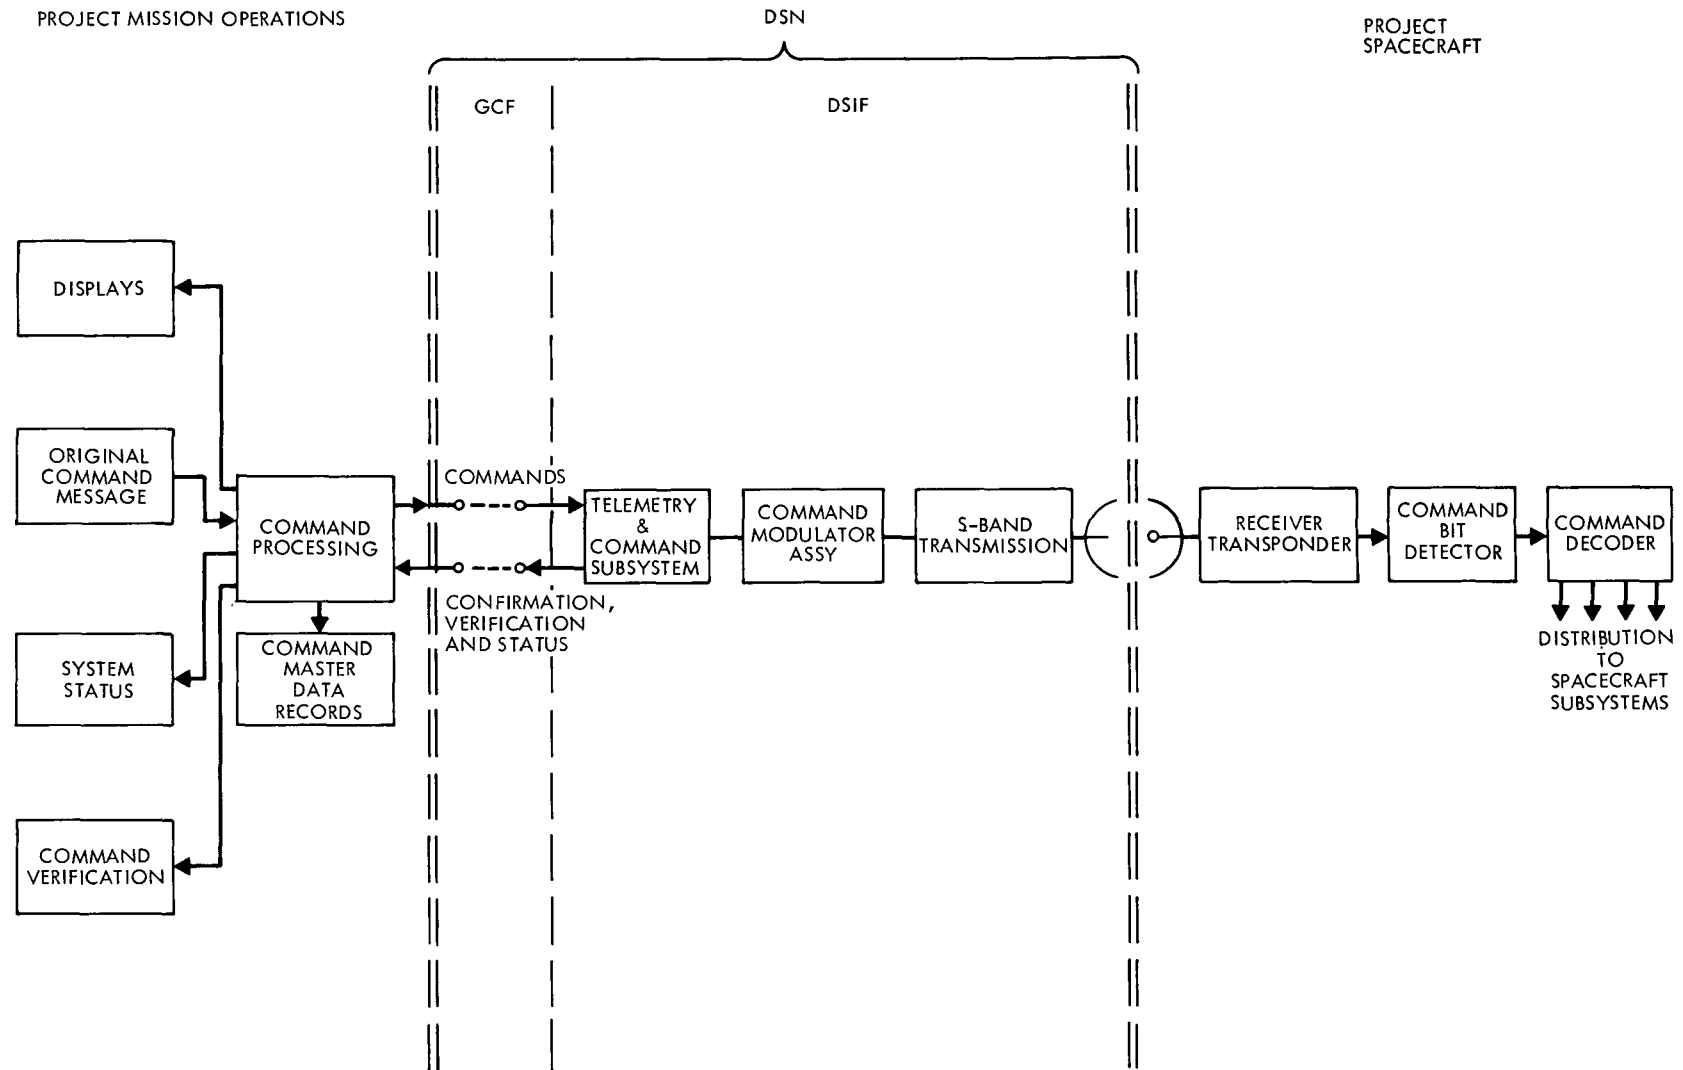 PROJECT MISSION OPERATIONS
DSN
PROJECT
SPACECRAFT
GCF
DSIF
DISPLAYS
ORIGINAL
COMMAND
MESSAGE
COMMAND
PROCESSING
SYSTEM
STATUS
COMMAND
MASTER
DATA
RECORDS
COMMAND
VERIFICATION
COMMANDS
CONFIRMATION,
VERIFICATION
AND STATUS
TELEMETRY
&
COMMAND
SUBSYSTEM
COMMAND
MODULATOR
ASSY
S-BAND
TRANSMISSION
RECEIVER
TRANSPONDER
COMMAND
BIT
DETECTOR
COMMAND
DECODER
DISTRIBUTION
TO
SPACECRAFT
SUBSYSTEMS